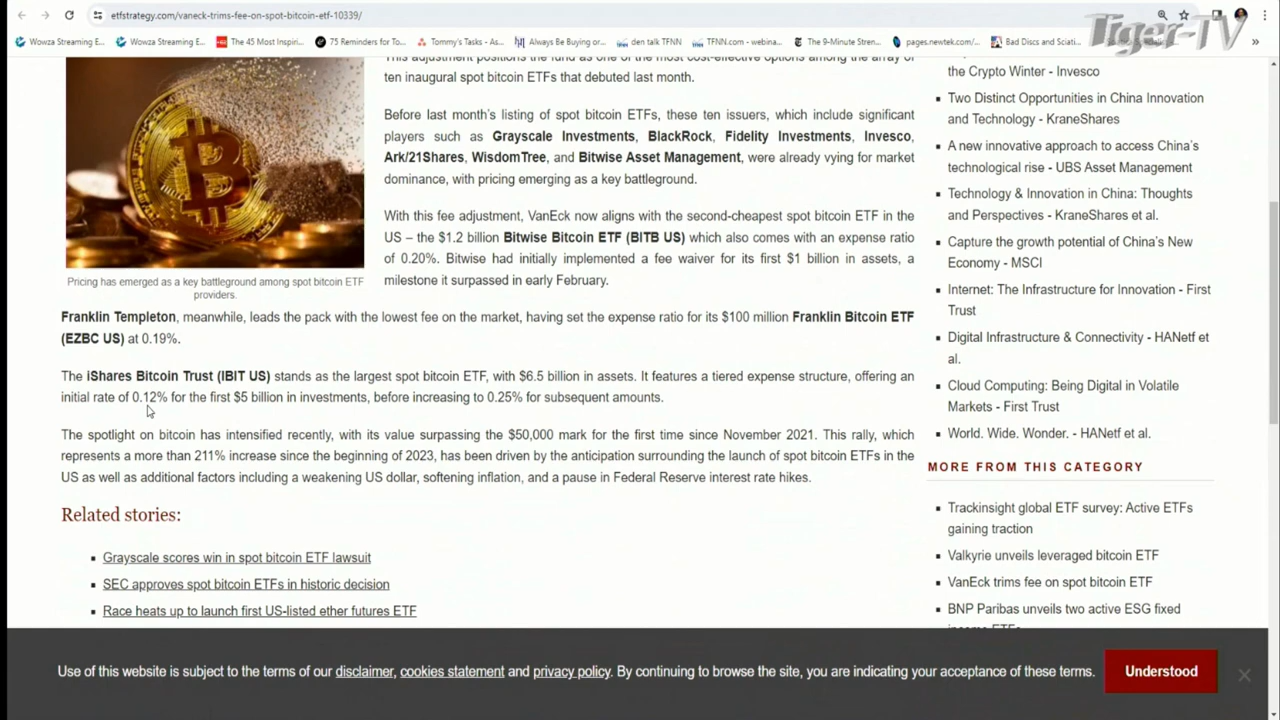 etfstrategy.com/vaneck-trims-fee-on-spot-bitcoin-etf-10339/
Tiger-TV
Wowza Streaming E...
Wowza Streaming E...
The 45 Most Inspiri...
75 Reminders for To...
Tommy's Tasks - As...
Always Be Buying or...
den talk TFNN
TFNN.com - webina...
The 9-Minute Stren...
pages.newtek.com/...
Bad Discs and Sciati...
»
This adjustment positions the fund as one of the most cost-effective options among the array of
ten inaugural spot bitcoin ETFs that debuted last month.
Before last month's listing of spot bitcoin ETFs, these ten issuers, which include significant
players such as Grayscale Investments, BlackRock, Fidelity Investments, Invesco,
Ark/21Shares, WisdomTree, and Bitwise Asset Management, were already vying for market
dominance, with pricing emerging as a key battleground.
With this fee adjustment, VanEck now aligns with the second-cheapest spot bitcoin ETF in the
US – the $1.2 billion Bitwise Bitcoin ETF (BITB US) which also comes with an expense ratio
of 0.20%. Bitwise had initially implemented a fee waiver for its first $1 billion in assets, a
milestone it surpassed in early February.
Pricing has emerged as a key battleground among spot bitcoin ETF
providers.
Franklin Templeton, meanwhile, leads the pack with the lowest fee on the market, having set the expense ratio for its $100 million Franklin Bitcoin ETF
(EZBC US) at 0.19%.
The iShares Bitcoin Trust (IBIT US) stands as the largest spot bitcoin ETF, with $6.5 billion in assets. It features a tiered expense structure, offering an
initial rate of 0.12% for the first $5 billion in investments, before increasing to 0.25% for subsequent amounts.
The spotlight on bitcoin has intensified recently, with its value surpassing the $50,000 mark for the first time since November 2021. This rally, which
represents a more than 211% increase since the beginning of 2023, has been driven by the anticipation surrounding the launch of spot bitcoin ETFs in the
US as well as additional factors including a weakening US dollar, softening inflation, and a pause in Federal Reserve interest rate hikes.
Related stories:
Grayscale scores win in spot bitcoin ETF lawsuit
SEC approves spot bitcoin ETFs in historic decision
Race heats up to launch first US-listed ether futures ETF
the Crypto Winter - Invesco
Two Distinct Opportunities in China Innovation
and Technology - KraneShares
A new innovative approach to access China's
technological rise - UBS Asset Management
Technology & Innovation in China: Thoughts
and Perspectives - KraneShares et al.
Capture the growth potential of China's New
Economy - MSCI
Internet: The Infrastructure for Innovation - First
Trust
Digital Infrastructure & Connectivity - HANetf et
al.
Cloud Computing: Being Digital in Volatile
Markets - First Trust
World. Wide. Wonder. - HANetf et al.
MORE FROM THIS CATEGORY
Trackinsight global ETF survey: Active ETFs
gaining traction
Valkyrie unveils leveraged bitcoin ETF
VanEck trims fee on spot bitcoin ETF
BNP Paribas unveils two active ESG fixed
income ETFs
Use of this website is subject to the terms of our disclaimer, cookies statement and privacy policy. By continuing to browse the site, you are indicating your acceptance of these terms.
Understood